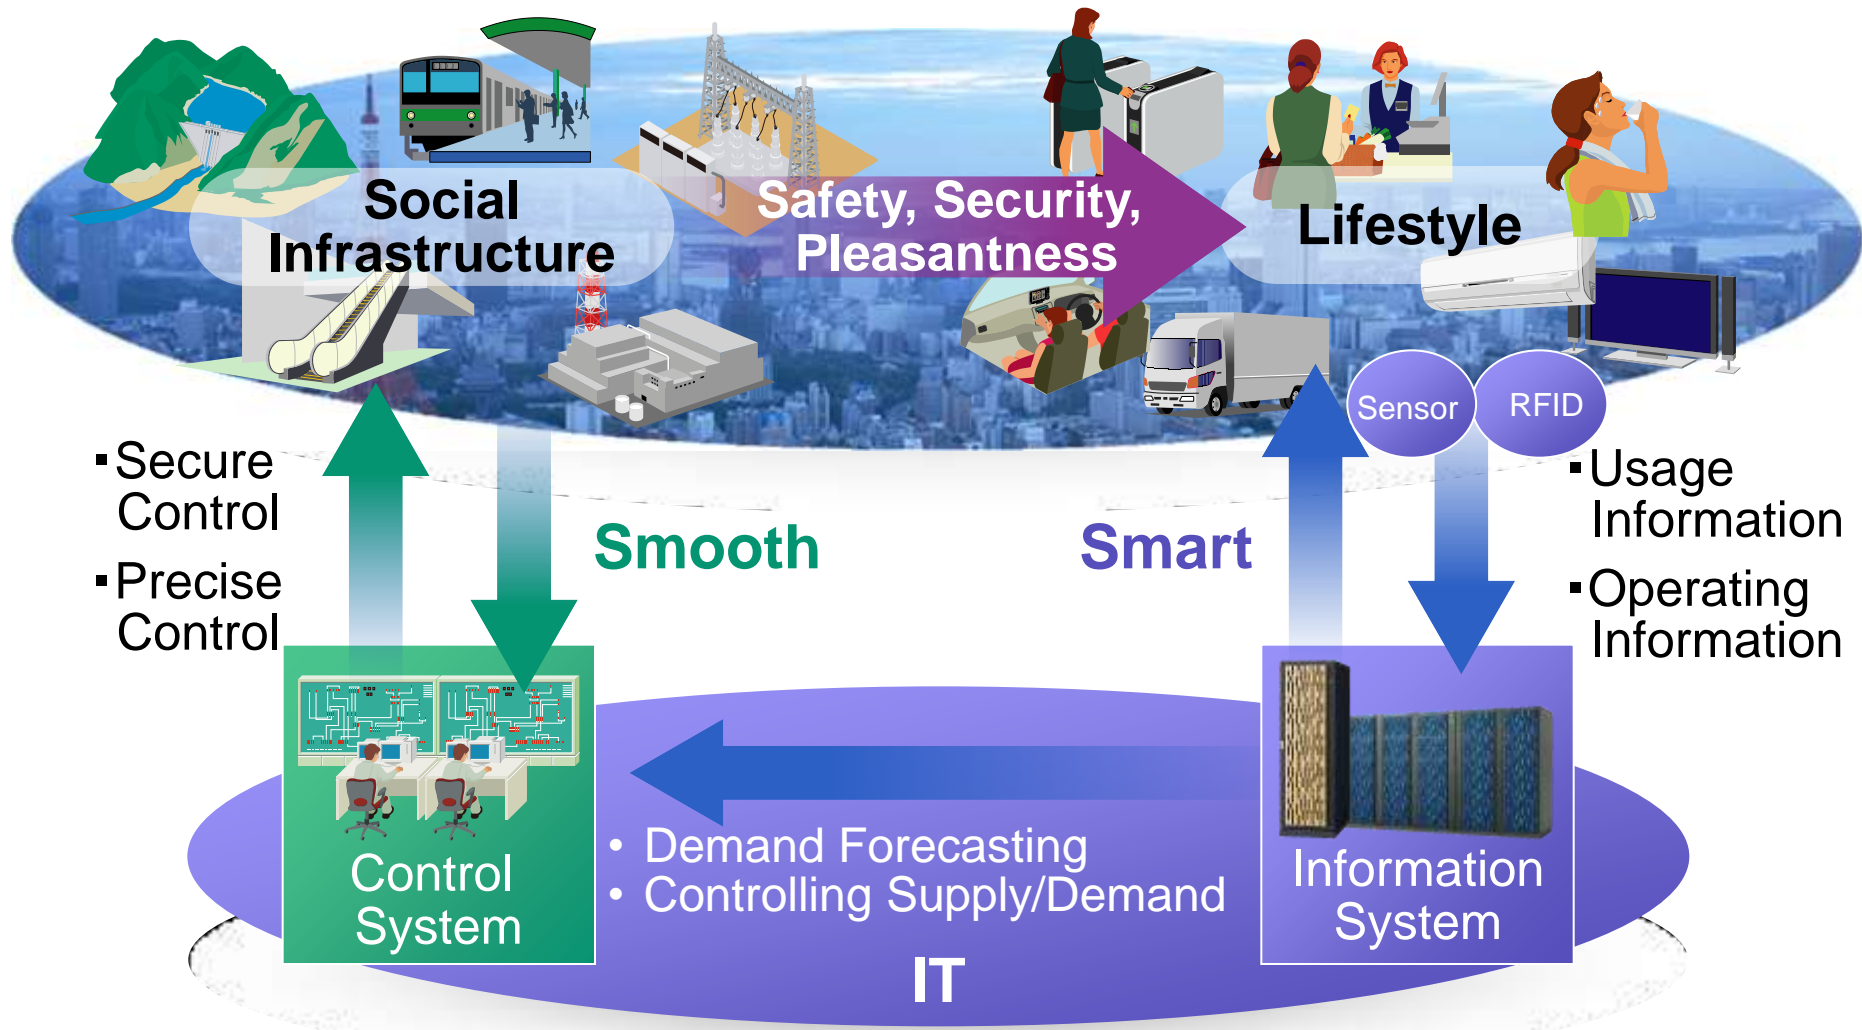 Social
Infrastructure
Safety, Security,
Pleasantness
Lifestyle
Sensor
RFID
▪Secure
Control
▪Precise
Control
Smooth
Smart
▪Usage
Information
▪Operating
Information
• Demand Forecasting
• Controlling Supply/Demand
Control
System
Information
System
IT